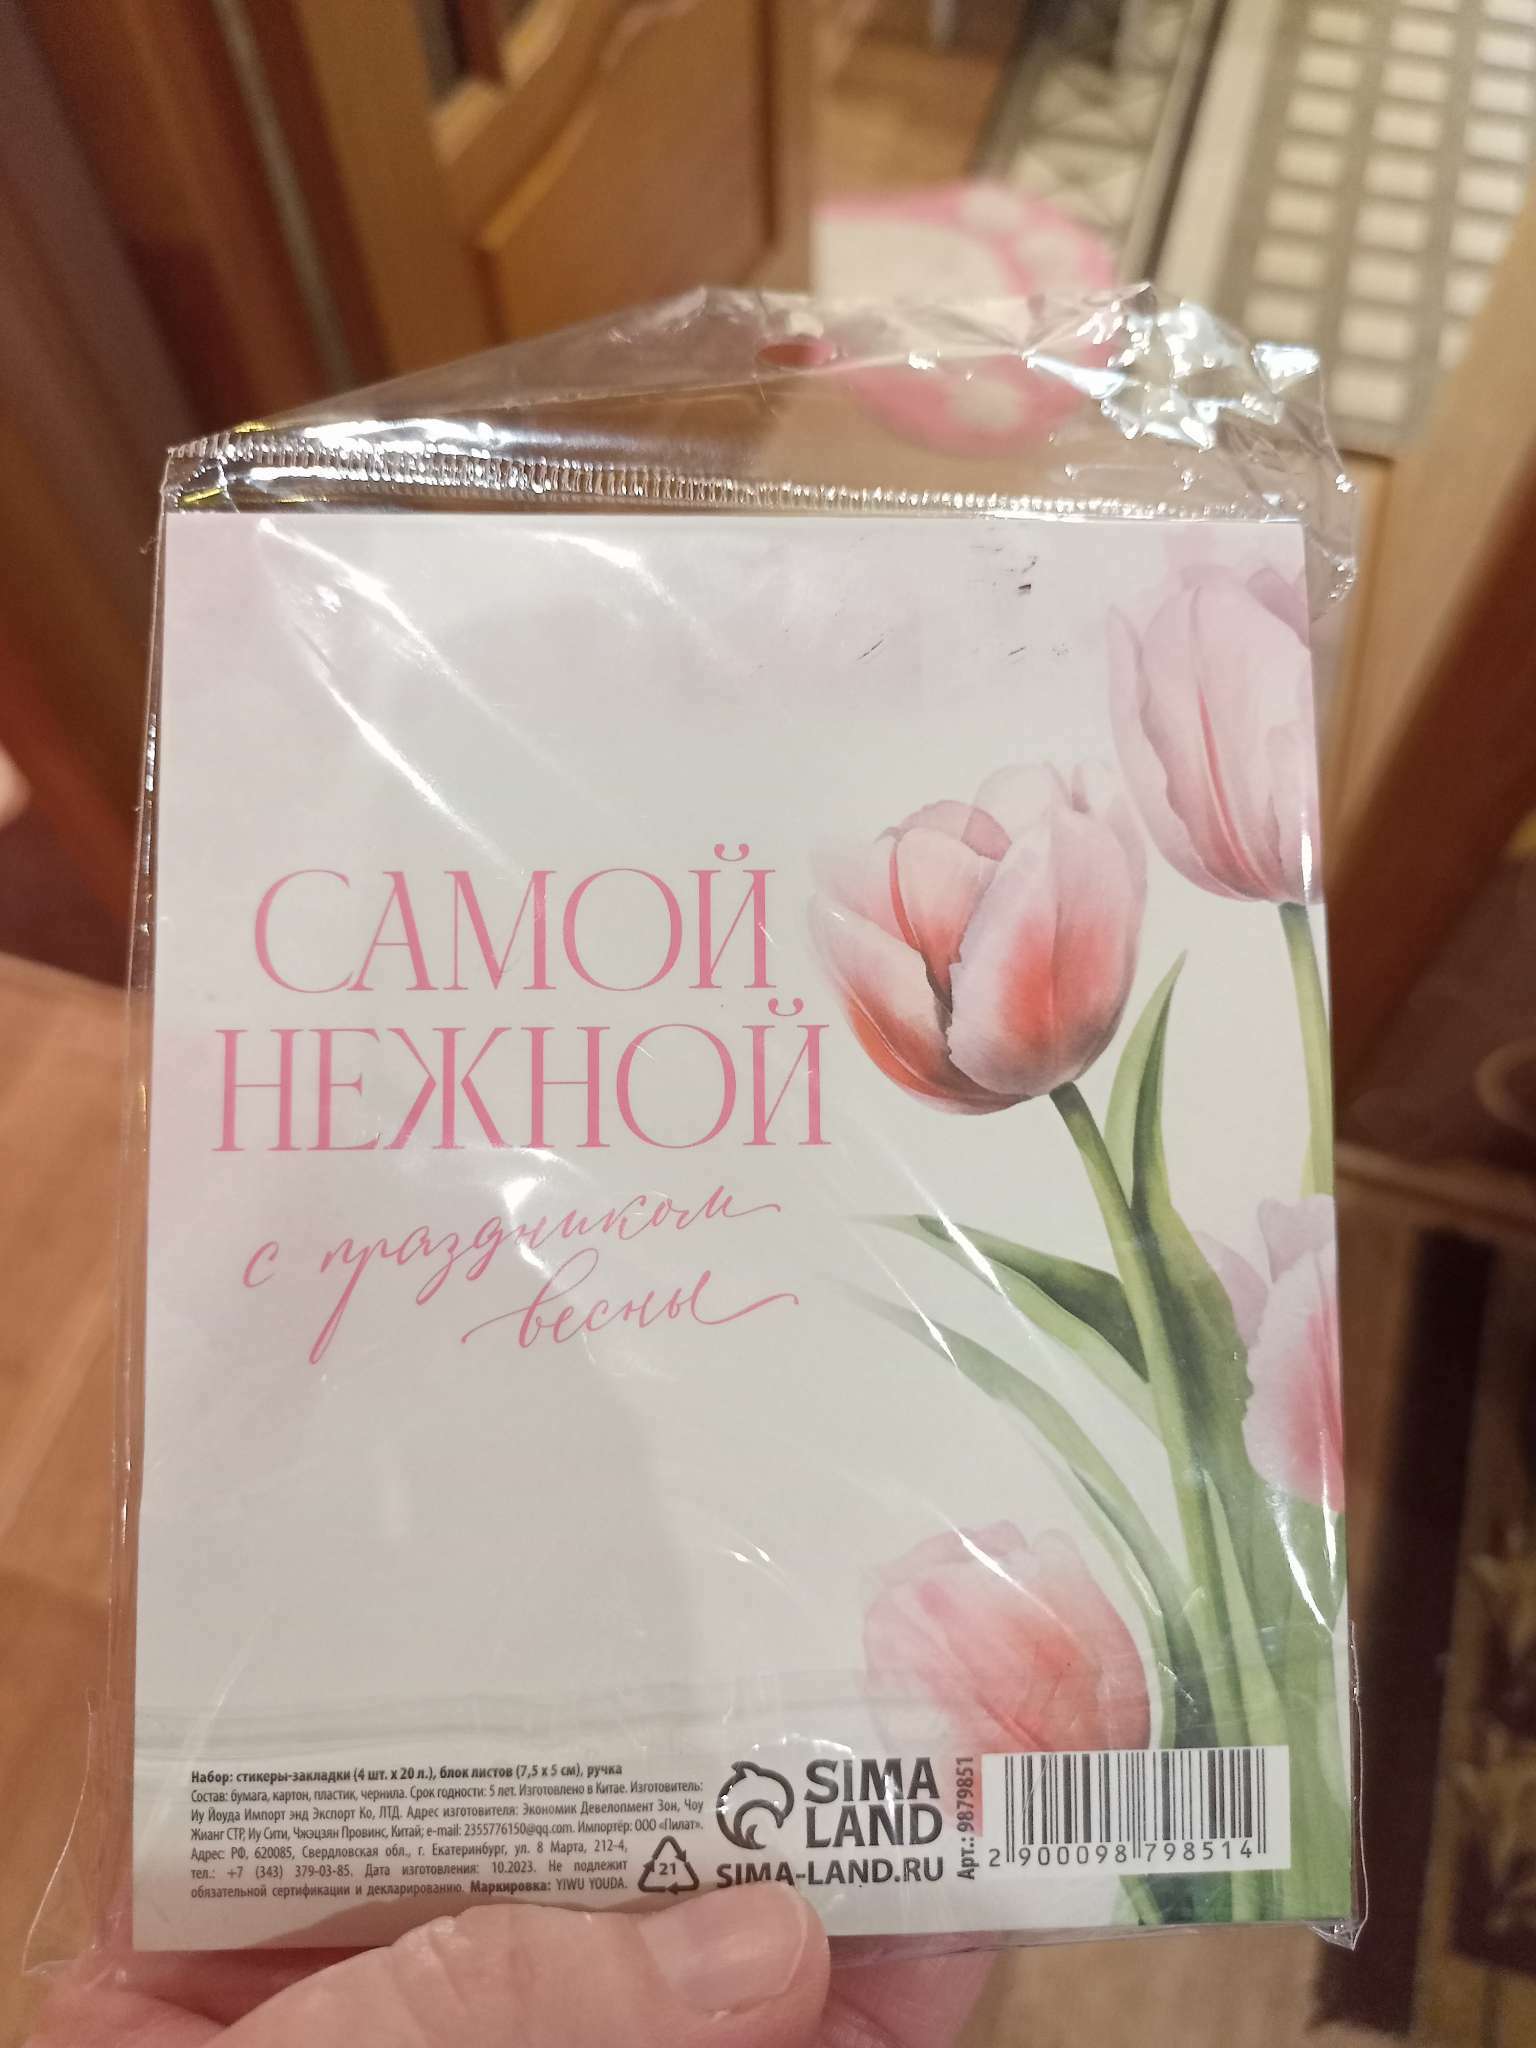 САМОЙ
НЕЖНОЙ
с праздником
весны
Набор: стикеры-закладки (4 шт. х 20 л.), блок листов (7,5 х 5 см), ручка
Состав: бумага, картон, пластик, чернила. Срок годности: 5 лет. Изготовлено в Китае. Изготовитель:
Иу Йоуда Импорт энд Экспорт Ко, ЛТД. Адрес изготовителя: Экономик Девелопмент Зон, Чоу
Жианг СТР, Иу Сити, Чжэцзян Провинс, Китай; e-mail: 2355776150@qq.com. Импортёр: ООО «Пилат».
Адрес: РФ, 620085, Свердловская обл., г. Екатеринбург, ул. 8 Марта, 212-4,
тел.: +7 (343) 379-03-85. Дата изготовления: 10.2023. Не подлежит
обязательной сертификации и декларированию. Маркировка: YIWU YOUDA.
21
SIMA
LAND
SIMA-LAND.RU
Арт.: 9879851
2 900098 798514